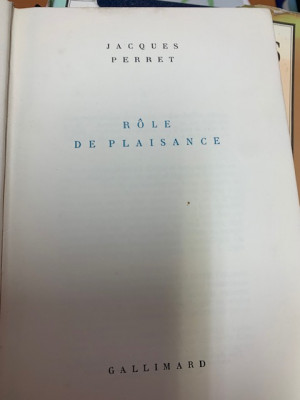 JACQUES
PERRET
RÔLE
DE PLAISANCE
GALLIMARD